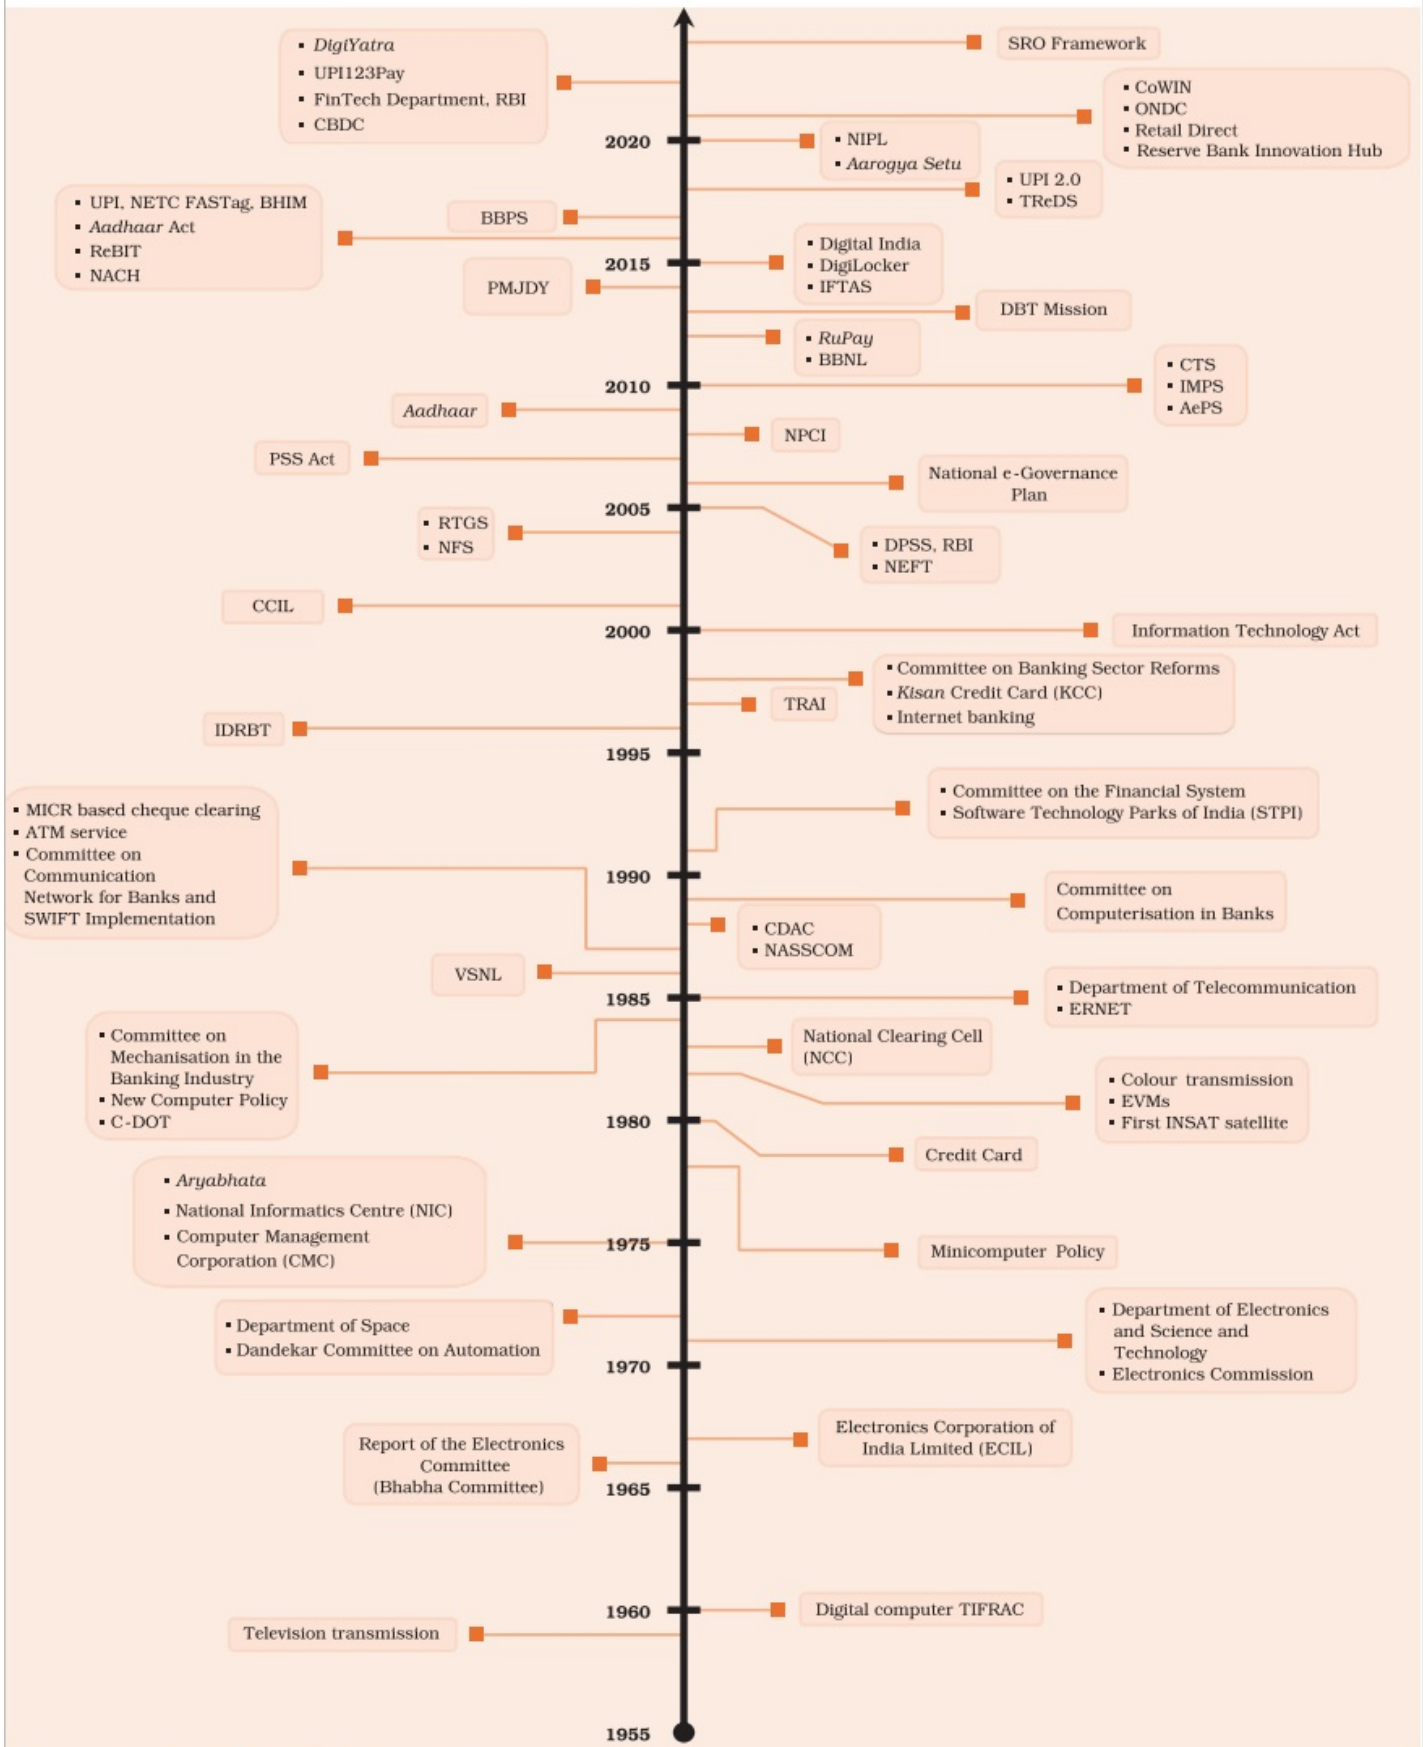 SRO Framework
▪ DigiYatra
▪ UPI123Pay
▪ FinTech Department, RBI
▪ CBDC
▪ CoWIN
▪ ONDC
▪ Retail Direct
▪ Reserve Bank Innovation Hub
2020
▪ NIPL
▪ Aarogya Setu
▪ UPI 2.0
▪ TReDS
BBPS
▪ UPI, NETC FASTag, BHIM
▪ Aadhaar Act
▪ ReBIT
▪ NACH
2015
▪ Digital India
▪ DigiLocker
▪ IFTAS
PMJDY
DBT Mission
▪ RuPay
▪ BBNL
2010
▪ CTS
▪ IMPS
▪ AePS
Aadhaar
NPCI
PSS Act
National e-Governance
Plan
2005
▪ RTGS
▪ NFS
▪ DPSS, RBI
▪ NEFT
CCIL
2000
Information Technology Act
▪ Committee on Banking Sector Reforms
▪ Kisan Credit Card (KCC)
▪ Internet banking
TRAI
IDRBT
1995
▪ Committee on the Financial System
▪ Software Technology Parks of India (STPI)
▪ MICR based cheque clearing
▪ ATM service
▪ Committee on
Communication
Network for Banks and
SWIFT Implementation
1990
Committee on
Computerisation in Banks
▪ CDAC
▪ NASSCOM
VSNL
1985
▪ Department of Telecommunication
▪ ERNET
▪ Committee on
Mechanisation in the
Banking Industry
▪ New Computer Policy
▪ C-DOT
National Clearing Cell
(NCC)
▪ Colour transmission
▪ EVMs
▪ First INSAT satellite
1980
Credit Card
▪ Aryabhata
▪ National Informatics Centre (NIC)
▪ Computer Management
Corporation (CMC)
1975
Minicomputer Policy
▪ Department of Space
▪ Dandekar Committee on Automation
▪ Department of Electronics
and Science and
Technology
▪ Electronics Commission
1970
Electronics Corporation of
India Limited (ECIL)
Report of the Electronics
Committee
(Bhabha Committee)
1965
1960
Digital computer TIFRAC
Television transmission
1955